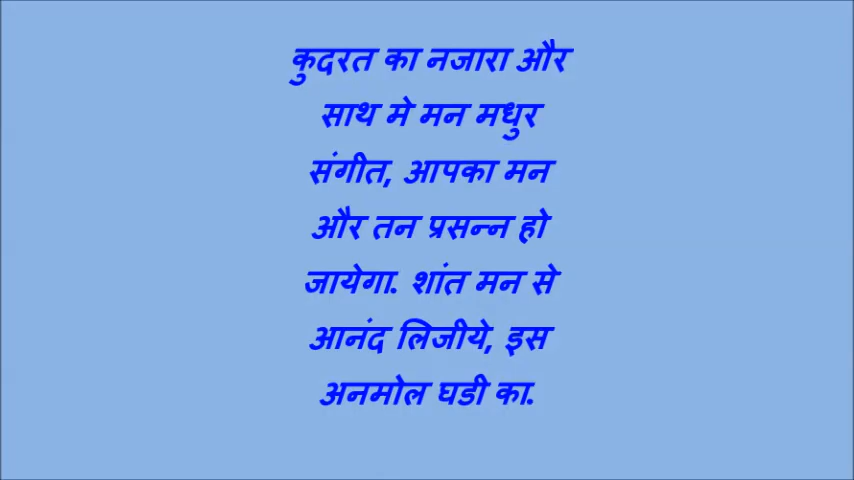 कुदरत का नजारा और
साथ मे मन मधुर
संगीत, आपका मन
और तन प्रसन्न हो
जायेगा. शांत मन से
आनंद लिजीये, इस
अनमोल घडी का.